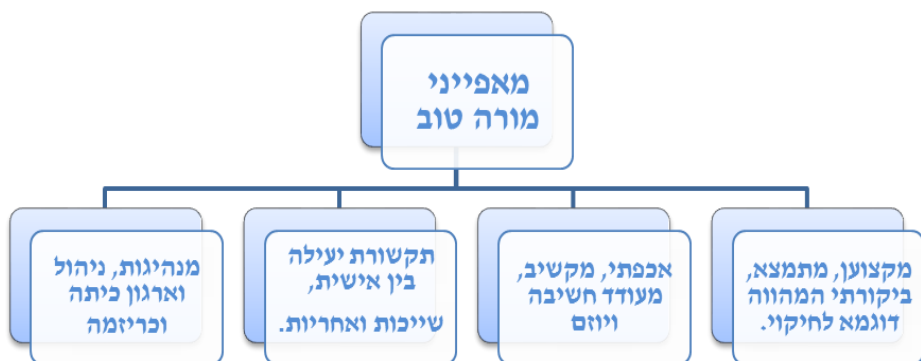 מאפייני
מורה טוב
מקצוען, מתמצא,
ביקורתי המהווה
דוגמא לחיקוי.
אכפתי, מקשיב,
מעודד חשיבה
ויוזם
תקשורת יעילה
בין אישית,
שייכות ואחריות.
מנהיגות, ניהול
וארגון כיתה
וכריזמה